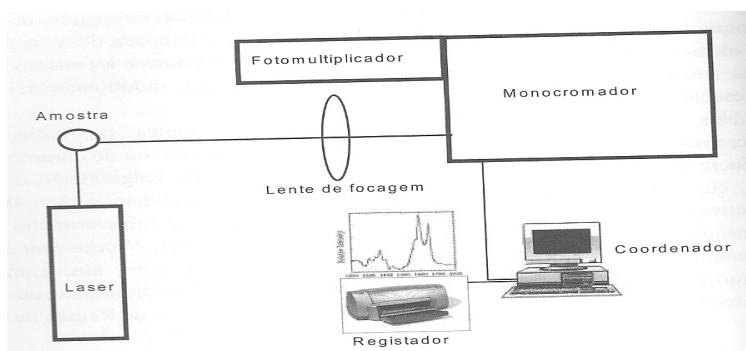 Fotomultiplicador
Monocromador
Amostra
Lente de focagem
Laser
Coordenador
Registador